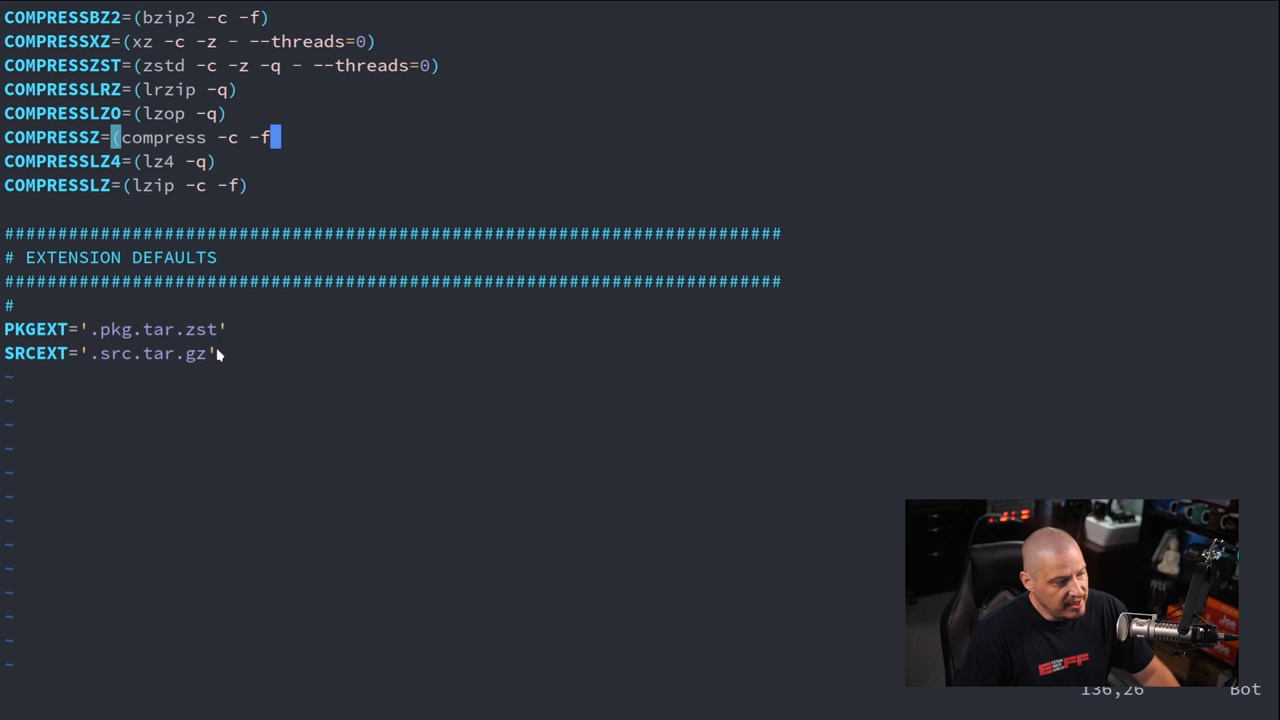 COMPRESSBZ2=(bzip2 -c -f)
COMPRESSXZ=(xz -c -z - --threads=0)
COMPRESSZST=(zstd -c -z -q - --threads=0)
COMPRESSLRZ=(lrzip -q)
COMPRESSLZO=(lzop -q)
COMPRESSZ=(compress -c -f
COMPRESSLZ4=(lz4 -q)
COMPRESSLZ=(lzip -c -f)
#########################################################################
# EXTENSION DEFAULTS
#########################################################################
#
PKGEXT='.pkg.tar.zst'
SRCEXT='.src.tar.gz'
~
~
~
~
~
~
~
~
~
~
~
~
~
EFF
136,26 Bot